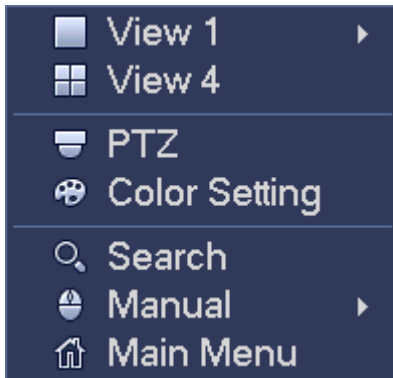 View 1
View 4
PTZ
Color Setting
Search
Manual
Main Menu